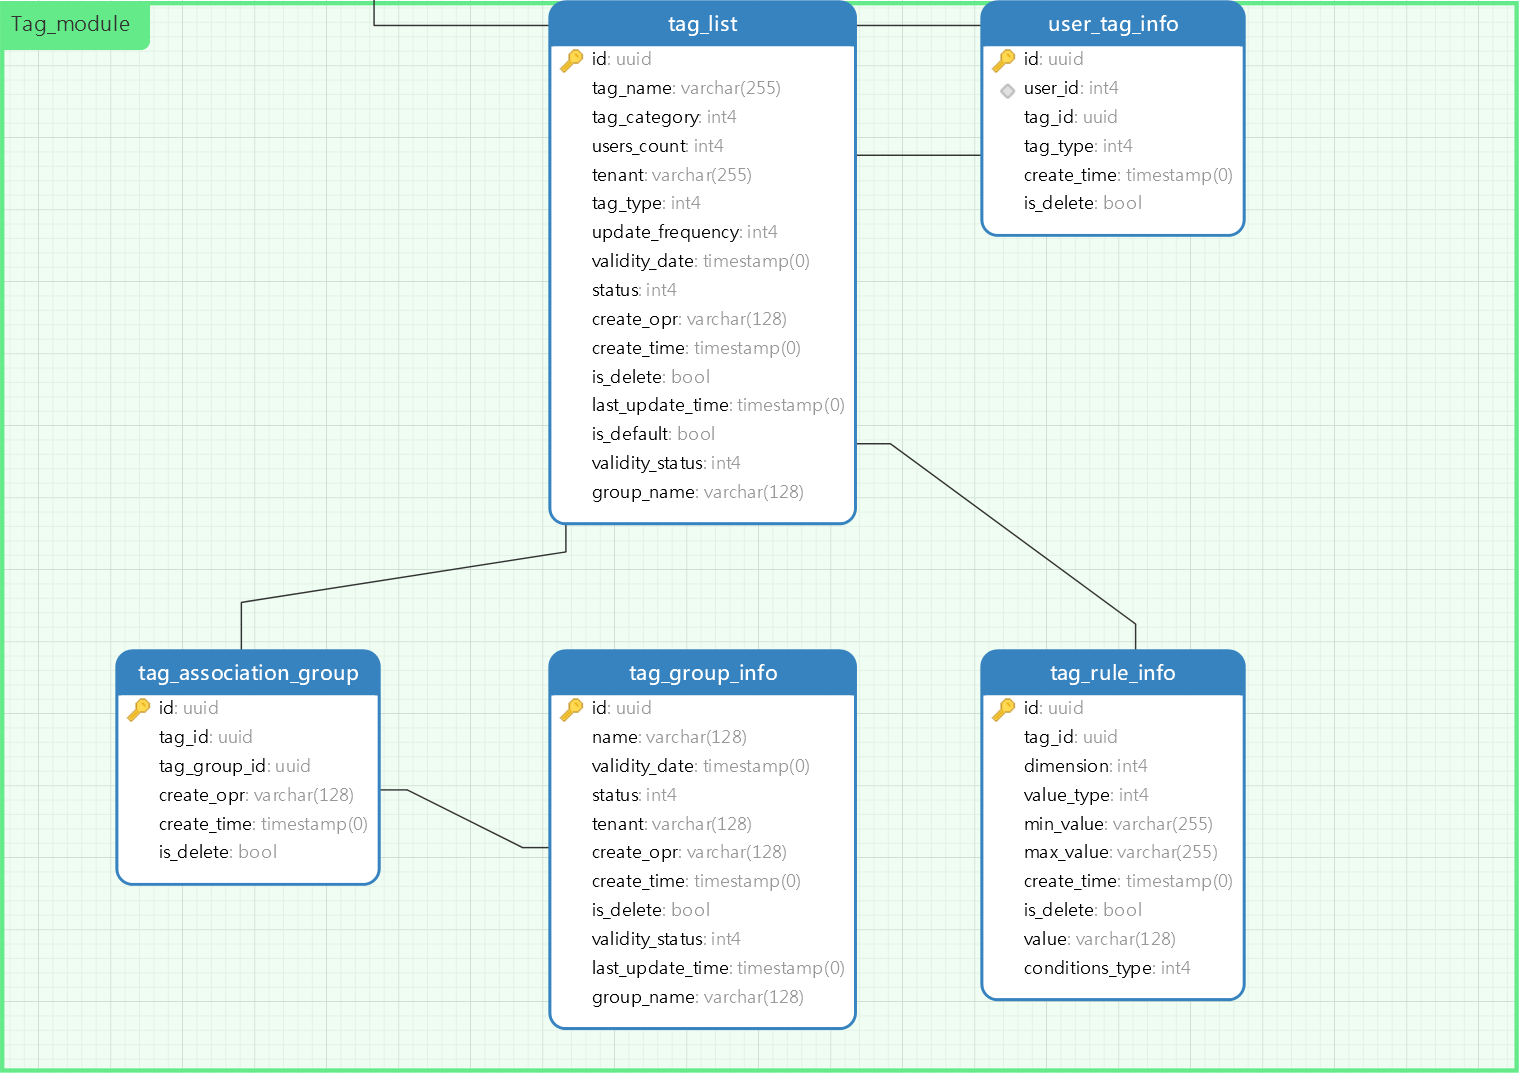 Tag_module
tag_list
id: uuid
tag_name: varchar(255)
tag_category: int4
users_count: int4
tenant: varchar(255)
tag_type: int4
update_frequency: int4
validity_date: timestamp(0)
status: int4
create_opr: varchar(128)
create_time: timestamp(0)
is_delete: bool
last_update_time: timestamp(0)
is_default: bool
validity_status: int4
group_name: varchar(128)
user_tag_info
id: uuid
user_id: int4
tag_id: uuid
tag_type: int4
create_time: timestamp(0)
is_delete: bool
tag_association_group
id: uuid
tag_id: uuid
tag_group_id: uuid
create_opr: varchar(128)
create_time: timestamp(0)
is_delete: bool
tag_group_info
id: uuid
name: varchar(128)
validity_date: timestamp(0)
status: int4
tenant: varchar(128)
create_opr: varchar(128)
create_time: timestamp(0)
is_delete: bool
validity_status: int4
last_update_time: timestamp(0)
group_name: varchar(128)
tag_rule_info
id: uuid
tag_id: uuid
dimension: int4
value_type: int4
min_value: varchar(255)
max_value: varchar(255)
create_time: timestamp(0)
is_delete: bool
value: varchar(128)
conditions_type: int4